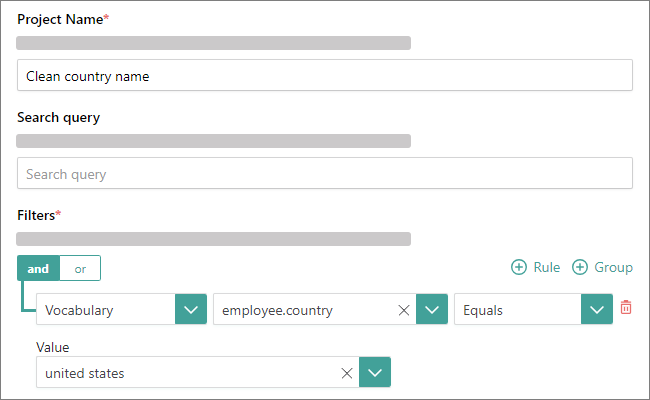 Project Name*
Clean country name
Search query
Search query
Filters*
and or Rule Group
Vocabulary employee.country Equals
Value
united states